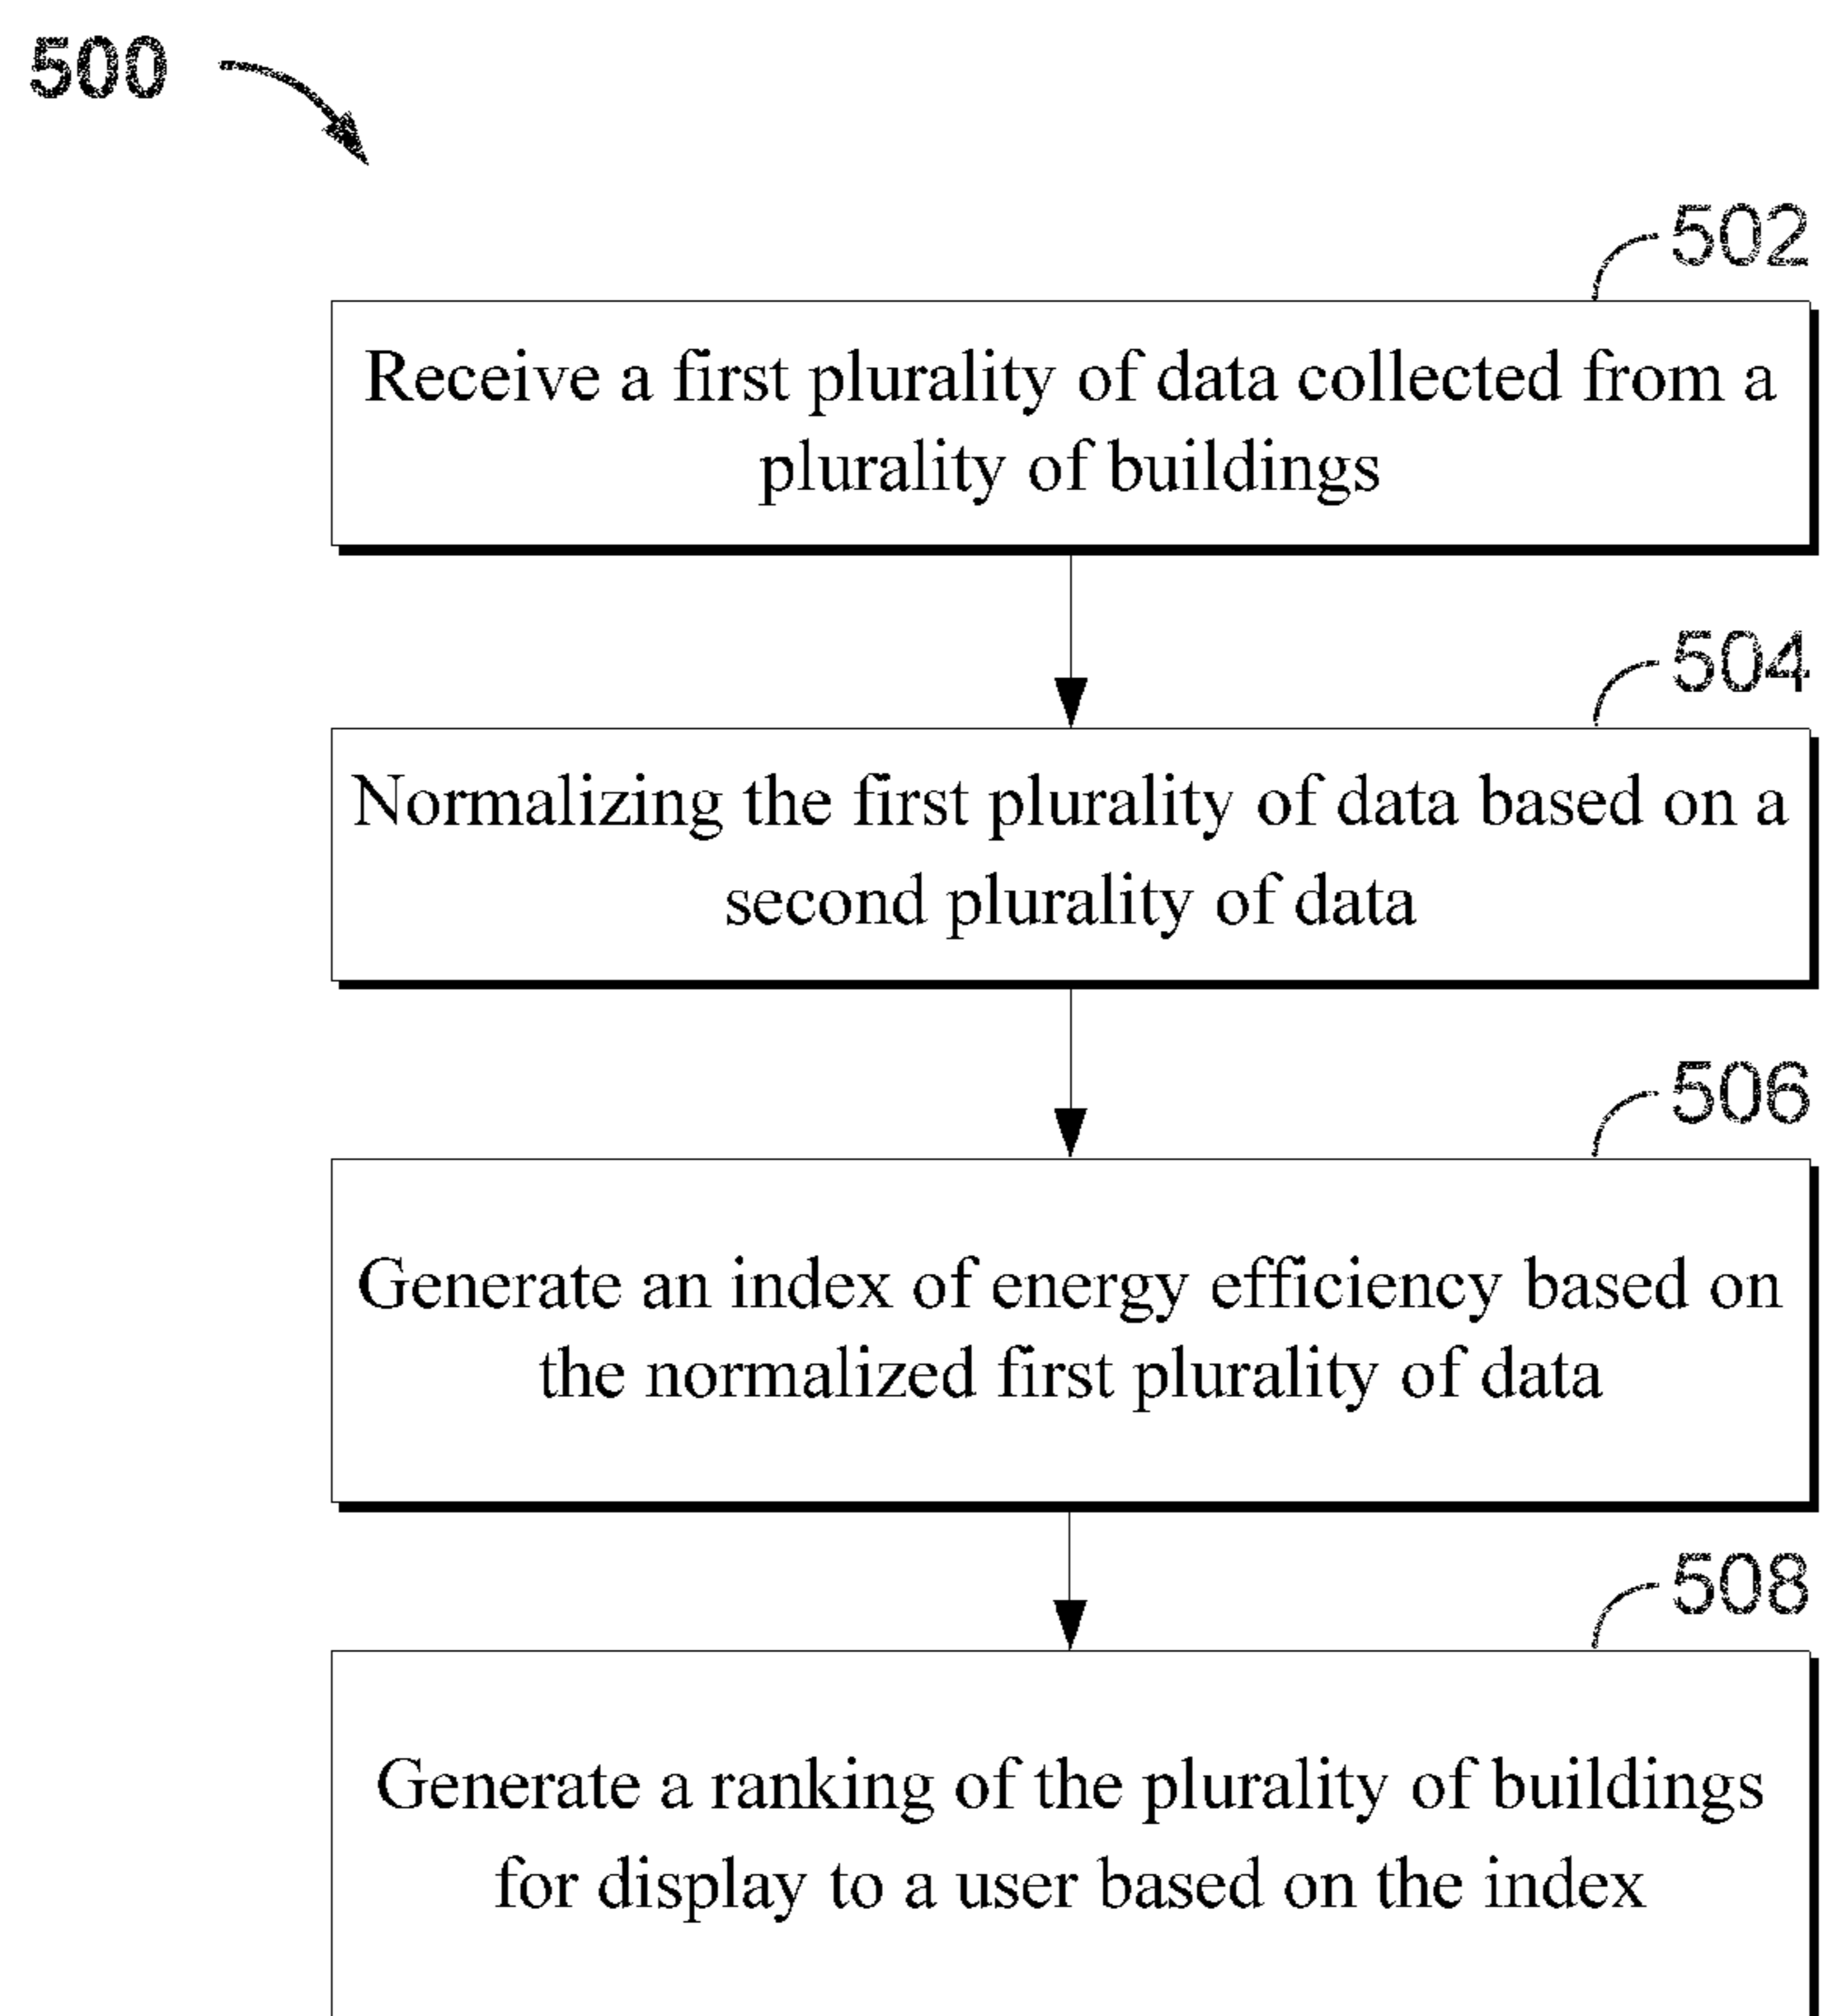 500
502
Receive a first plurality of data collected from a
plurality of buildings
504
Normalizing the first plurality of data based on a
second plurality of data
506
Generate an index of energy efficiency based on
the normalized first plurality of data
508
Generate a ranking of the plurality of buildings
for display to a user based on the index